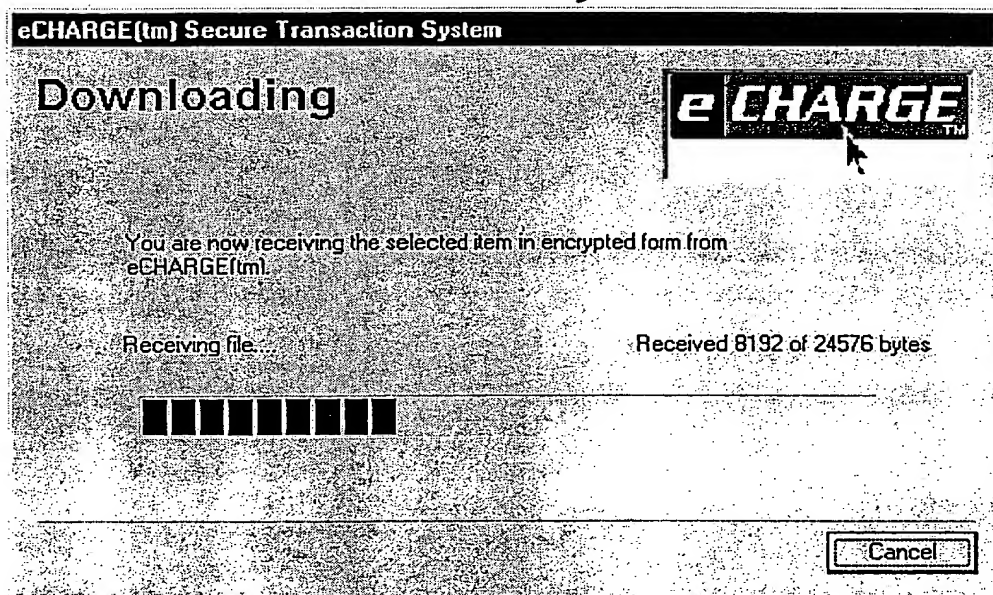 eCHARGE(tm) Secure Transaction System
Downloading
e CHARGE
TM
You are now receiving the selected item in encrypted form from
eCHARGE(tm).
Receiving file....
Received 8192 of 24576 bytes
Cancel